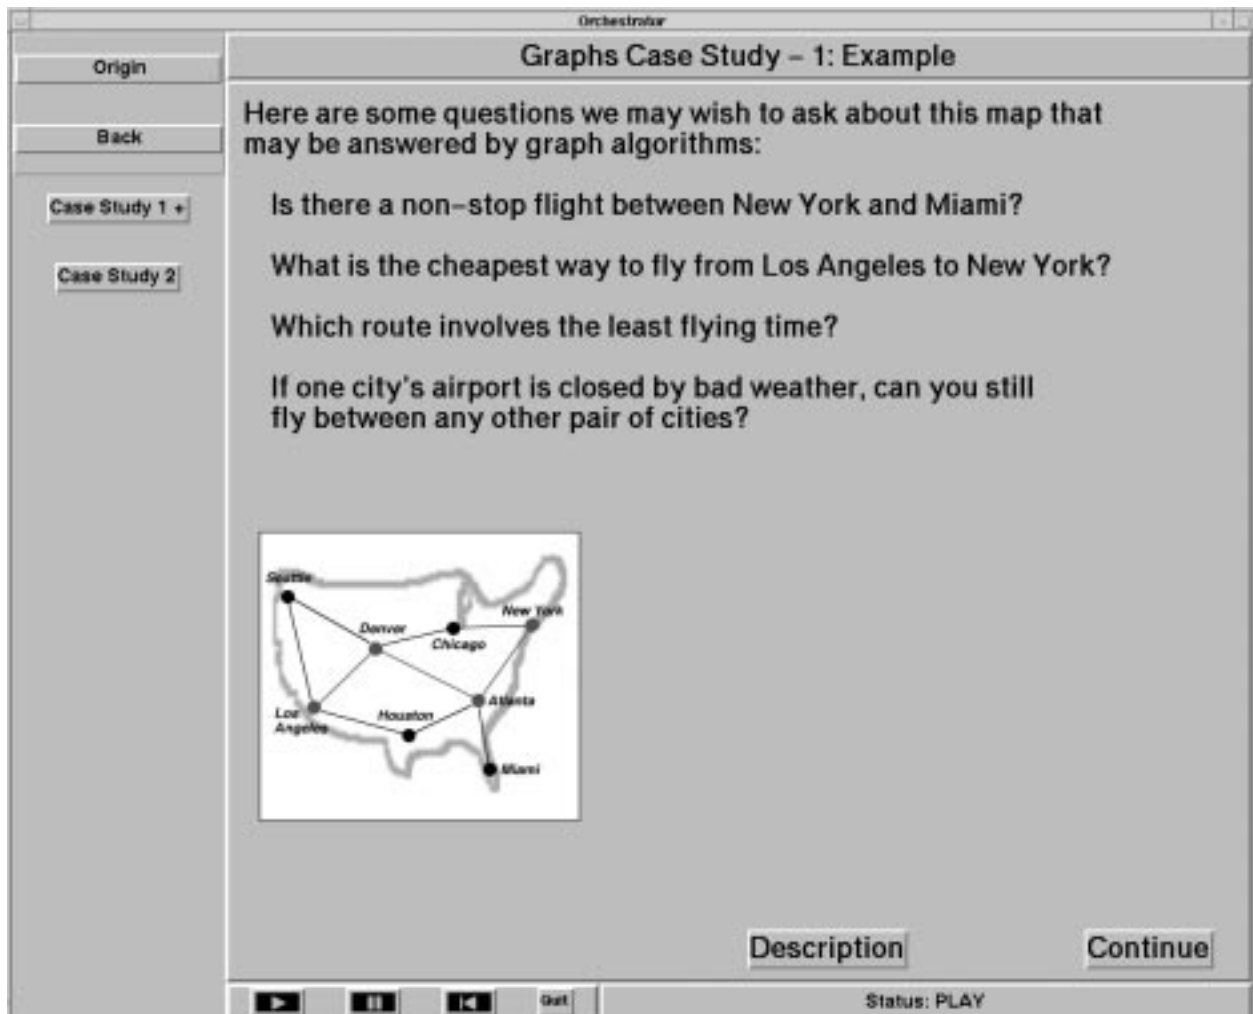 Orchestrator
Origin
Back
Case Study 1 +
Case Study 2
Graphs Case Study – 1: Example
Here are some questions we may wish to ask about this map that
may be answered by graph algorithms:
Is there a non–stop flight between New York and Miami?
What is the cheapest way to fly from Los Angeles to New York?
Which route involves the least flying time?
If one city's airport is closed by bad weather, can you still
fly between any other pair of cities?
Seattle
New York
Denver
Chicago
Atlanta
Los
Angeles
Houston
Miami
Description
Continue
Quit
Status: PLAY